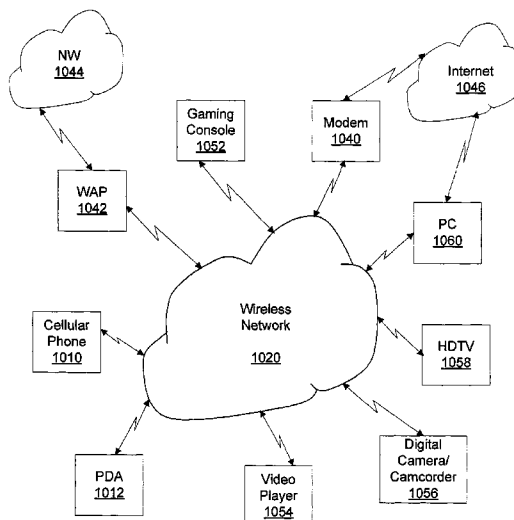 NW
1044
Internet
1046
Gaming
Console
1052
Modem
1040
WAP
1042
PC
1060
Wireless
Network
1020
Cellular
Phone
1010
HDTV
1058
PDA
1012
Video
Player
1054
Digital
Camera/
Camcorder
1056